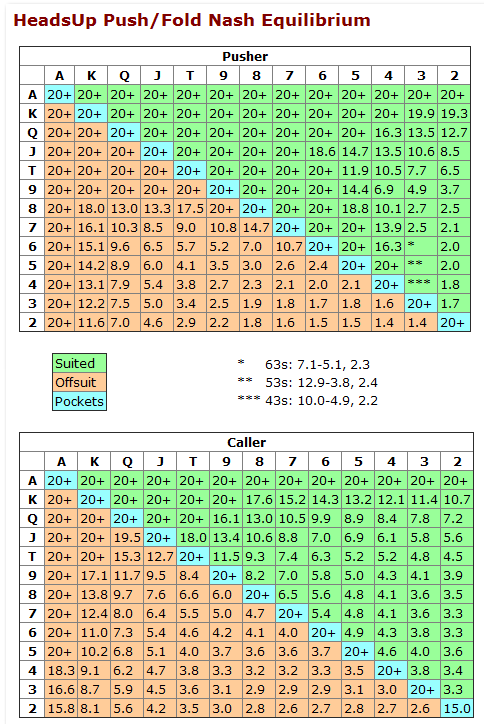 HeadsUp Push/Fold Nash Equilibrium
Pusher
A K Q J T 9 8 7 6 5 4 3 2
A 20+ 20+ 20+ 20+ 20+ 20+ 20+ 20+ 20+ 20+ 20+ 20+ 20+
K 20+ 20+ 20+ 20+ 20+ 20+ 20+ 20+ 20+ 20+ 20+ 19.9 19.3
Q 20+ 20+ 20+ 20+ 20+ 20+ 20+ 20+ 20+ 20+ 16.3 13.5 12.7
J 20+ 20+ 20+ 20+ 20+ 20+ 20+ 20+ 18.6 14.7 13.5 10.6 8.5
T 20+ 20+ 20+ 20+ 20+ 20+ 20+ 20+ 20+ 11.9 10.5 7.7 6.5
9 20+ 20+ 20+ 20+ 20+ 20+ 20+ 20+ 20+ 14.4 6.9 4.9 3.7
8 20+ 18.0 13.0 13.3 17.5 20+ 20+ 20+ 20+ 18.8 10.1 2.7 2.5
7 20+ 16.1 10.3 8.5 9.0 10.8 14.7 20+ 20+ 20+ 13.9 2.5 2.1
6 20+ 15.1 9.6 6.5 5.7 5.2 7.0 10.7 20+ 20+ 16.3 * 2.0
5 20+ 14.2 8.9 6.0 4.1 3.5 3.0 2.6 2.4 20+ 20+ ** 2.0
4 20+ 13.1 7.9 5.4 3.8 2.7 2.3 2.1 2.0 2.1 20+ *** 1.8
3 20+ 12.2 7.5 5.0 3.4 2.5 1.9 1.8 1.7 1.8 1.6 20+ 1.7
2 20+ 11.6 7.0 4.6 2.9 2.2 1.8 1.6 1.5 1.5 1.4 1.4 20+
Suited * 63s: 7.1-5.1, 2.3
Offsuit ** 53s: 12.9-3.8, 2.4
Pockets *** 43s: 10.0-4.9, 2.2
Caller
A K Q J T 9 8 7 6 5 4 3 2
A 20+ 20+ 20+ 20+ 20+ 20+ 20+ 20+ 20+ 20+ 20+ 20+ 20+
K 20+ 20+ 20+ 20+ 20+ 20+ 17.6 15.2 14.3 13.2 12.1 11.4 10.7
Q 20+ 20+ 20+ 20+ 20+ 16.1 13.0 10.5 9.9 8.9 8.4 7.8 7.2
J 20+ 20+ 19.5 20+ 18.0 13.4 10.6 8.8 7.0 6.9 6.1 5.8 5.6
T 20+ 20+ 15.3 12.7 20+ 11.5 9.3 7.4 6.3 5.2 5.2 4.8 4.5
9 20+ 17.1 11.7 9.5 8.4 20+ 8.2 7.0 5.8 5.0 4.3 4.1 3.9
8 20+ 13.8 9.7 7.6 6.6 6.0 20+ 6.5 5.6 4.8 4.1 3.6 3.5
7 20+ 12.4 8.0 6.4 5.5 5.0 4.7 20+ 5.4 4.8 4.1 3.6 3.3
6 20+ 11.0 7.3 5.4 4.6 4.2 4.1 4.0 20+ 4.9 4.3 3.8 3.3
5 20+ 10.2 6.8 5.1 4.0 3.7 3.6 3.6 3.7 20+ 4.6 4.0 3.6
4 18.3 9.1 6.2 4.7 3.8 3.3 3.2 3.2 3.3 3.5 20+ 3.8 3.4
3 16.6 8.7 5.9 4.5 3.6 3.1 2.9 2.9 2.9 3.1 3.0 20+ 3.3
2 15.8 8.1 5.6 4.2 3.5 3.0 2.8 2.6 2.7 2.8 2.7 2.6 15.0